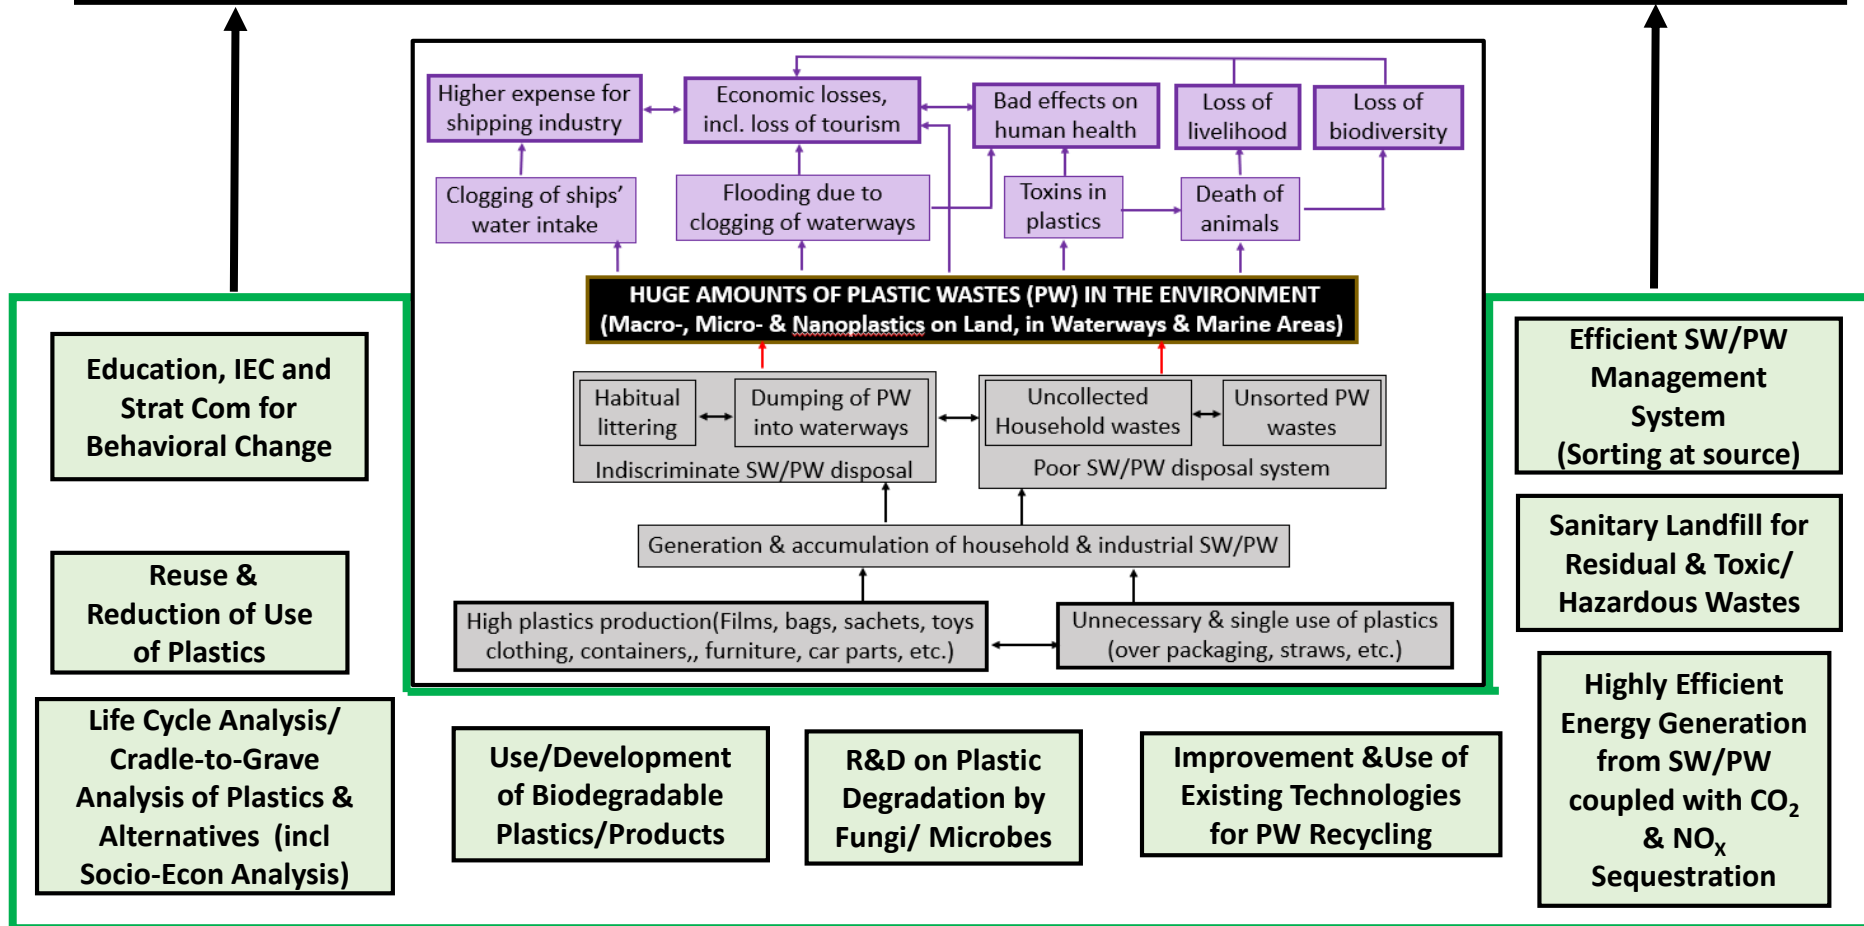 Higher expense for
shipping industry
Economic losses,
incl. loss of tourism
Bad effects on
human health
Loss of
livelihood
Loss of
biodiversity
Clogging of ships’
water intake
Flooding due to
clogging of waterways
Toxins in
plastics
Death of
animals
HUGE AMOUNTS OF PLASTIC WASTES (PW) IN THE ENVIRONMENT
(Macro-, Micro- & Nanoplastics on Land, in Waterways & Marine Areas)
Habitual
littering
Dumping of PW
into waterways
Indiscriminate SW/PW disposal
Uncollected
Household wastes
Unsorted PW
wastes
Poor SW/PW disposal system
Generation & accumulation of household & industrial SW/PW
High plastics production(Films, bags, sachets, toys
clothing, containers,, furniture, car parts, etc.)
Unnecessary & single use of plastics
(over packaging, straws, etc.)
Education, IEC and
Strat Com for
Behavioral Change
Reuse &
Reduction of Use
of Plastics
Life Cycle Analysis/
Cradle-to-Grave
Analysis of Plastics &
Alternatives (incl
Socio-Econ Analysis)
Use/Development
of Biodegradable
Plastics/Products
R&D on Plastic
Degradation by
Fungi/ Microbes
Improvement &Use of
Existing Technologies
for PW Recycling
Efficient SW/PW
Management
System
(Sorting at source)
Sanitary Landfill for
Residual & Toxic/
Hazardous Wastes
Highly Efficient
Energy Generation
from SW/PW
coupled with CO₂
& NOₓ
Sequestration